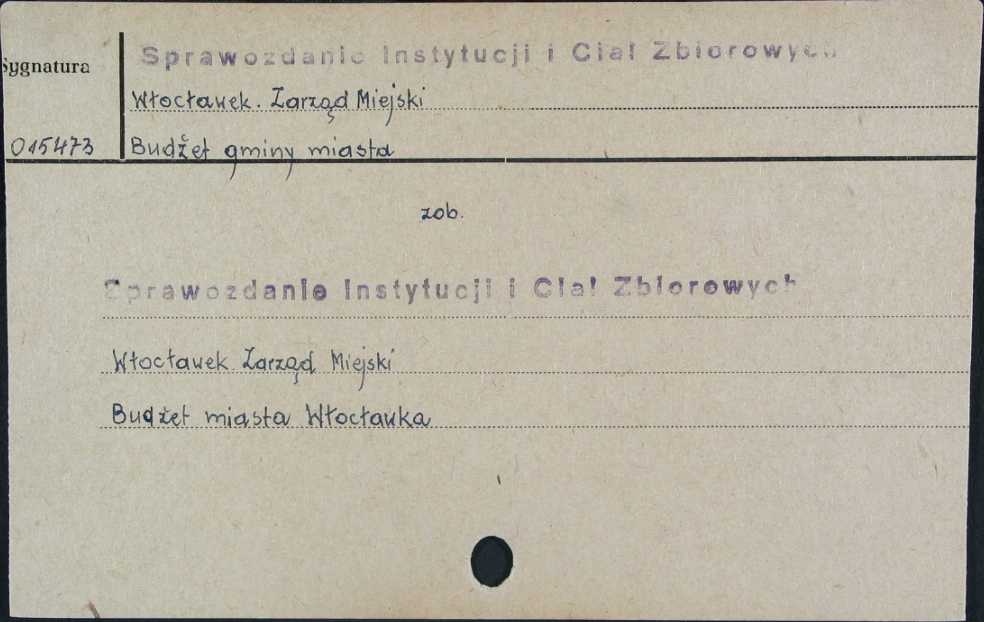 Sprawozdanie Instytucji i Ciał Zbiorowych
Sygnatura
Włocławek. Zarząd Miejski
015473 Budżet gminy miasta
zob.
Sprawozdanie Instytucji i Ciał Zbiorowych
Włocławek Zarząd Miejski
Budżet miasta Włocławka